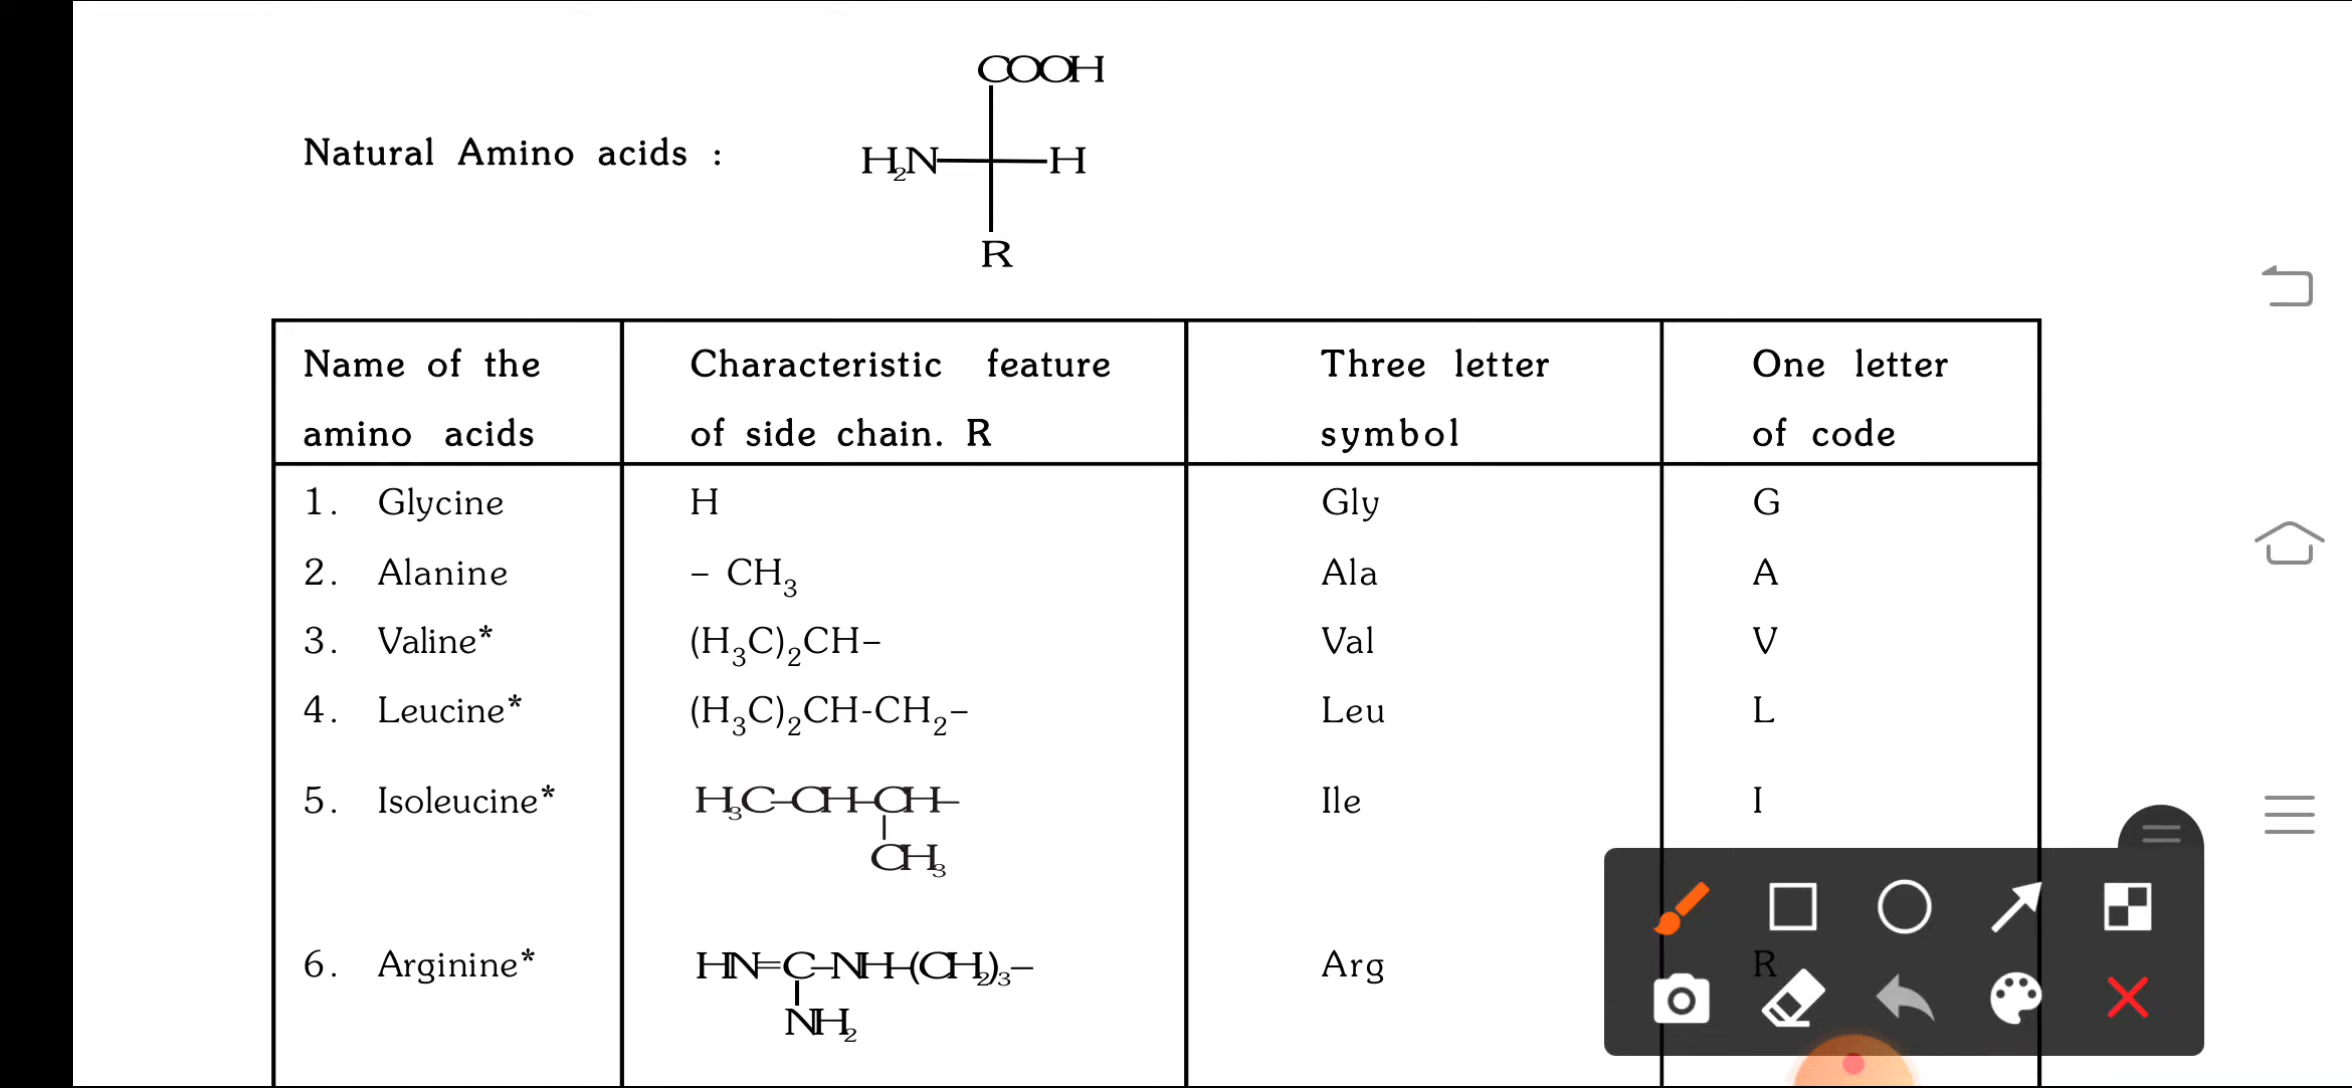 COOH
Natural Amino acids : H₂N H
R
Name of the Characteristic feature Three letter One letter
amino acids of side chain. R symbol of code
1. Glycine H Gly G
2. Alanine – CH₃ Ala A
3. Valine* (H₃C)₂CH– Val V
4. Leucine* (H₃C)₂CH-CH₂– Leu L
5. Isoleucine* H₃C–CH–CH– Ile I
CH₃
6. Arginine* HN=C–NH–(CH₂)₃– Arg R
NH₂